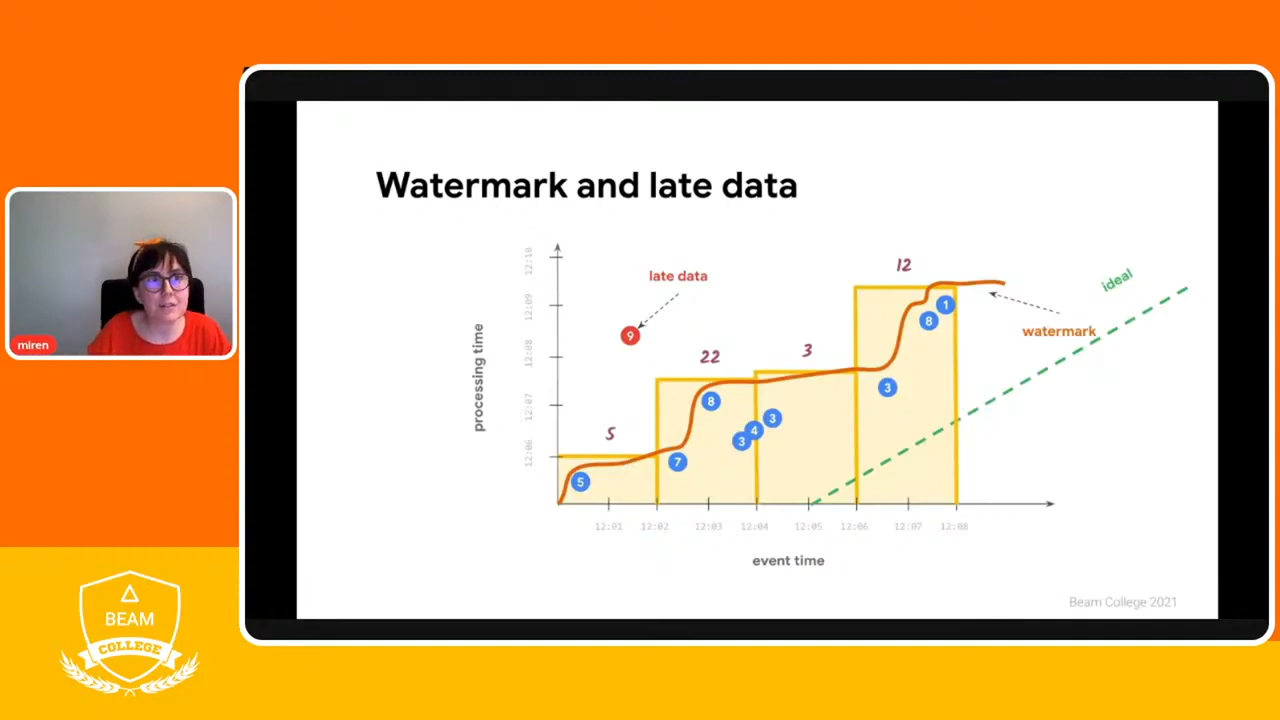 Watermark and late data
12:10
12:09
12:08
12:07
12:06
processing time
late data
9
5
22
3
12
5
7
8
3
4
3
3
8
1
ideal
watermark
12:01 12:02 12:03 12:04 12:05 12:06 12:07 12:08
event time
Beam College 2021
miren
BEAM
COLLEGE